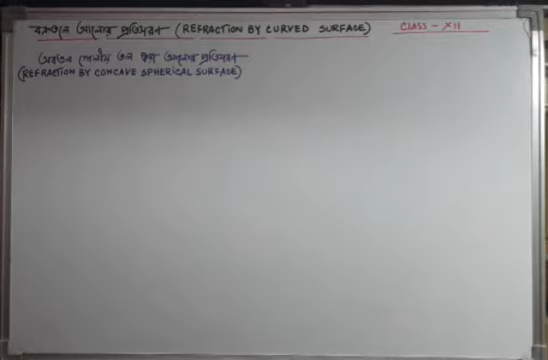 বক্রতলে আলোর প্রতিসরণ (REFRACTION BY CURVED SURFACE) CLASS - XII
অবতল গোলীয় তল দ্বারা আলোর প্রতিসরণ
(REFRACTION BY CONCAVE SPHERICAL SURFACE)